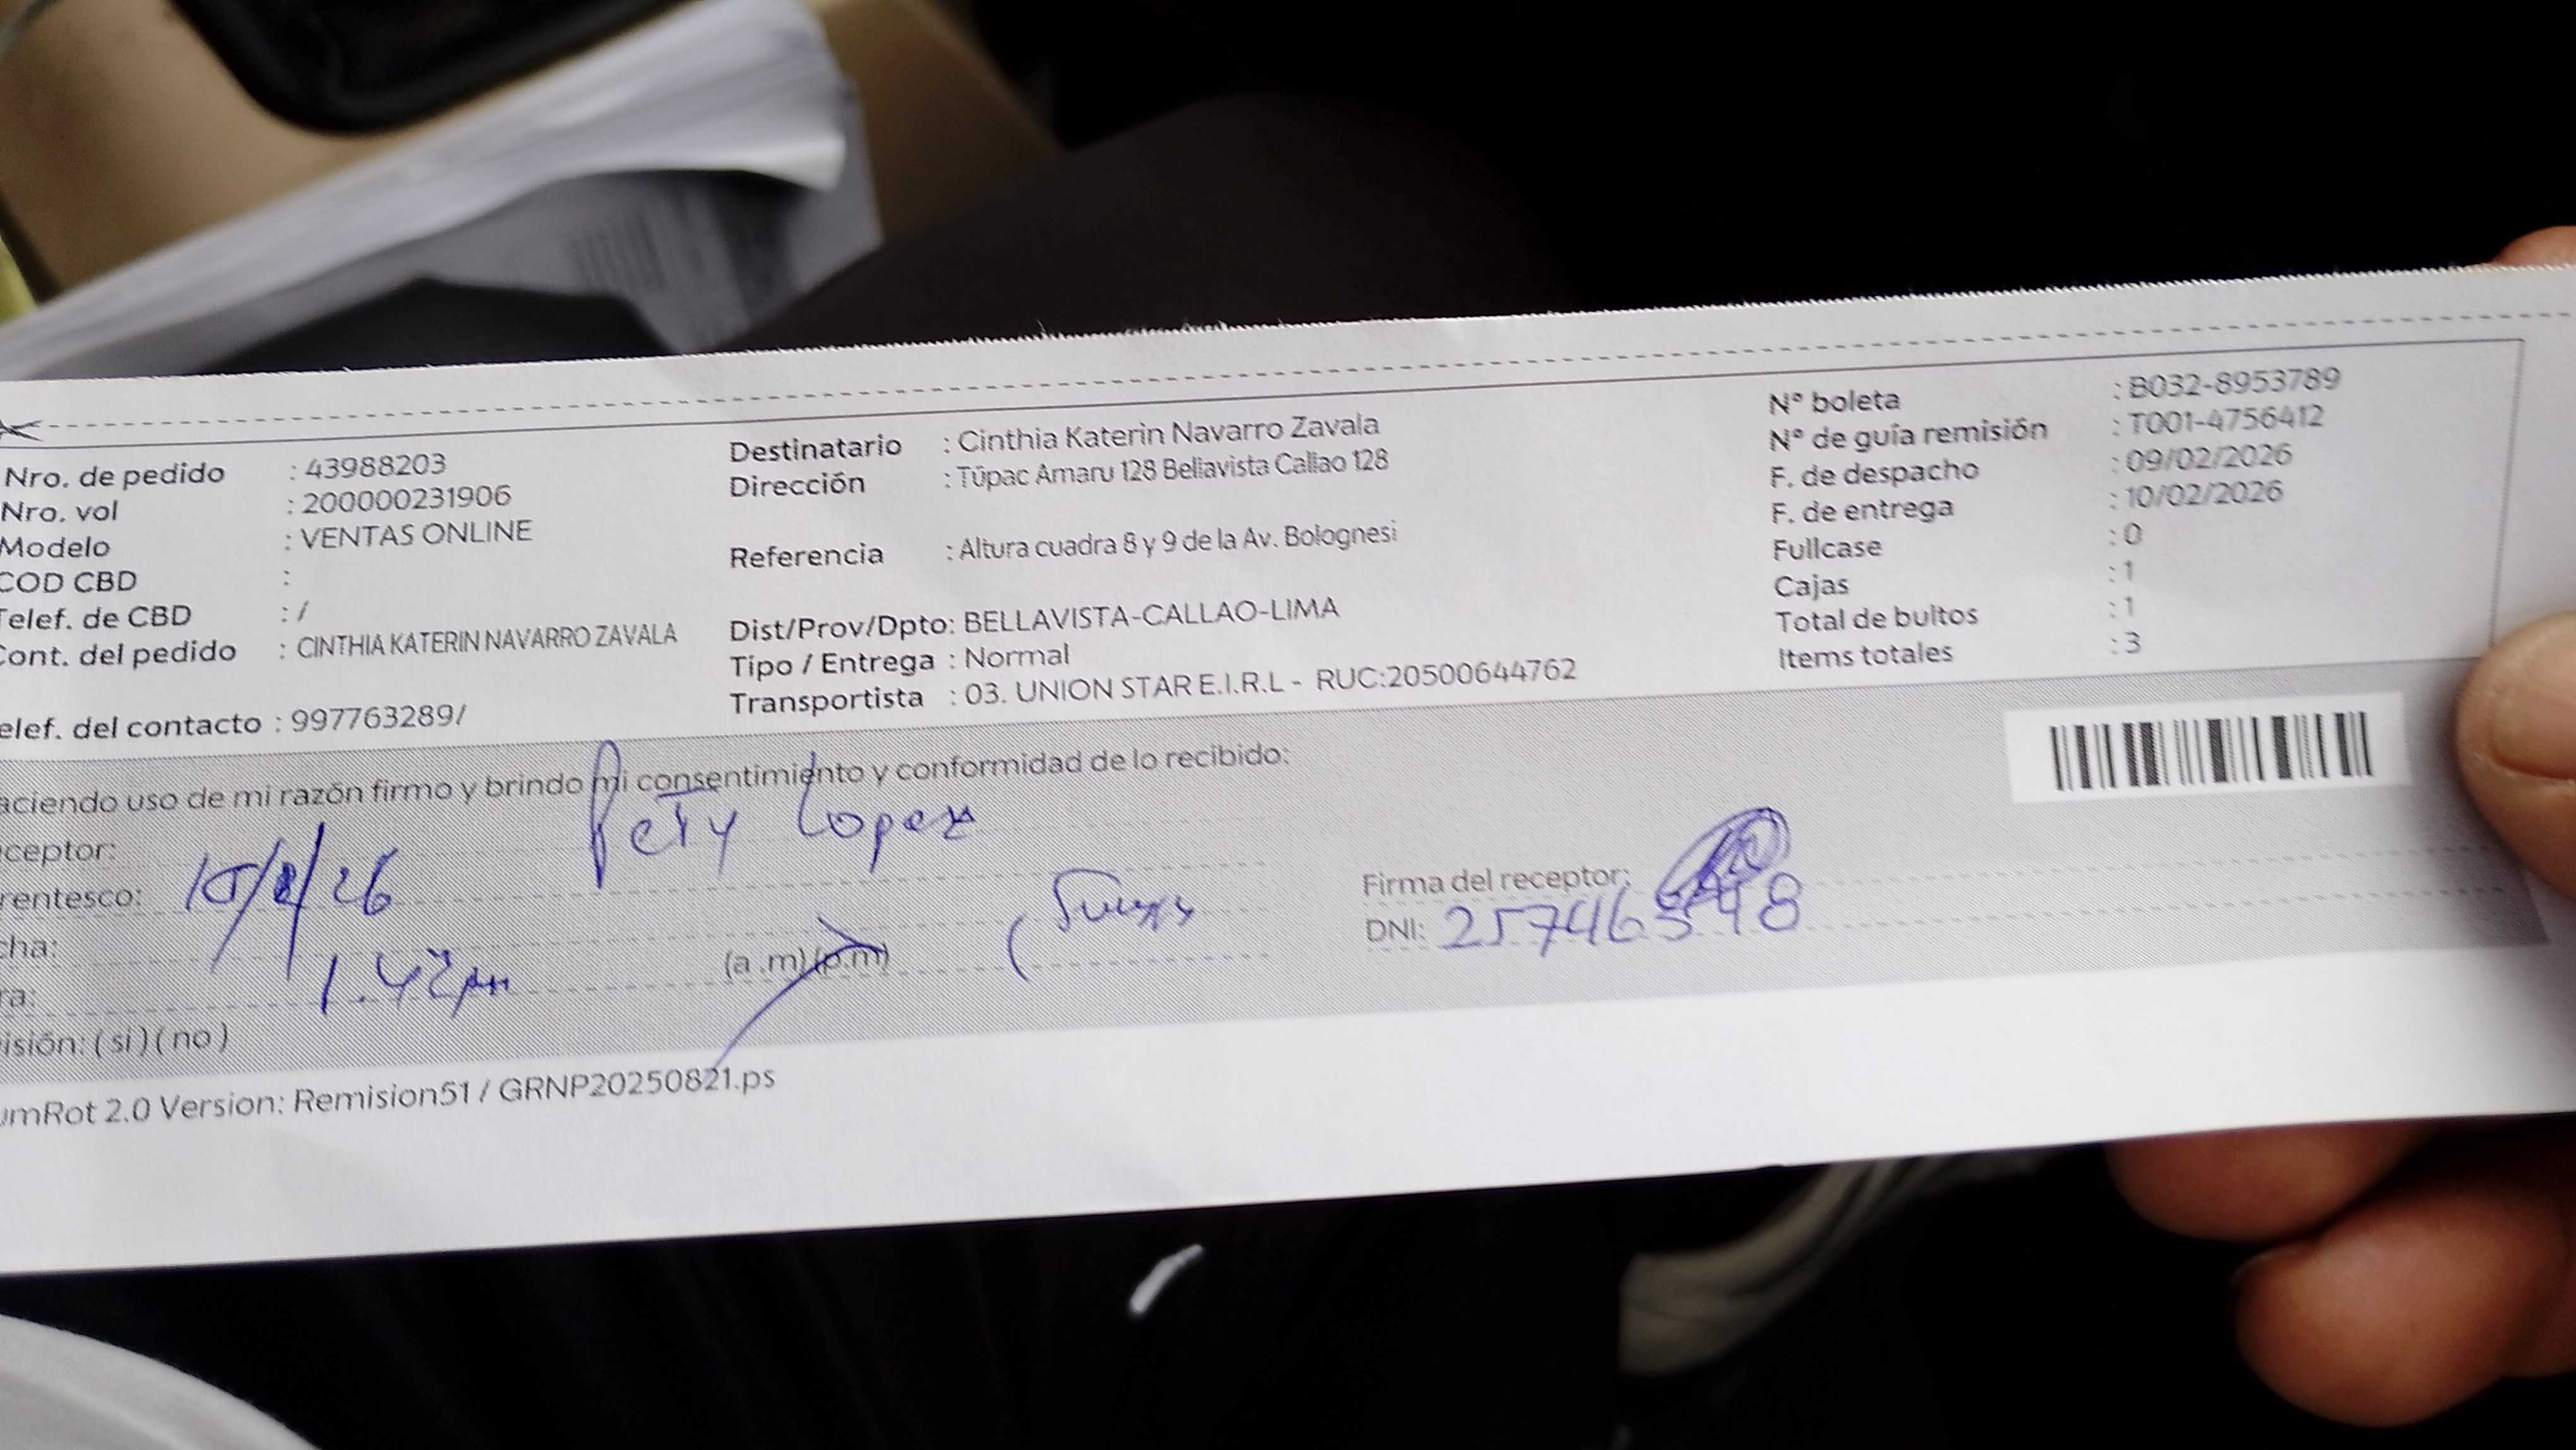 Nro. de pedido : 43988203
Nro. vol : 200000231906
Modelo : VENTAS ONLINE
COD CBD :
Telef. de CBD : /
Cont. del pedido : CINTHIA KATERIN NAVARRO ZAVALA
elef. del contacto : 997763289/
Destinatario : Cinthia Katerin Navarro Zavala
Dirección : Túpac Amaru 128 Bellavista Callao 128
Referencia : Altura cuadra 8 y 9 de la Av. Bolognesi
Dist/Prov/Dpto: BELLAVISTA-CALLAO-LIMA
Tipo / Entrega : Normal
Transportista : 03. UNION STAR E.I.R.L - RUC:20500644762
N° boleta : B032-8953789
N° de guía remisión : T001-4756412
F. de despacho : 09/02/2026
F. de entrega : 10/02/2026
Fullcase : 0
Cajas : 1
Total de bultos : 1
Items totales : 3
aciendo uso de mi razón firmo y brindo mi consentimiento y conformidad de lo recibido:
ceptor: Pety Lopez
rentesco:
cha:
ra: 1.42pm (a .m) (p.m)
isión: ( si ) ( no )
Firma del receptor:
DNI:
umRot 2.0 Version: Remision51 / GRNP20250821.ps